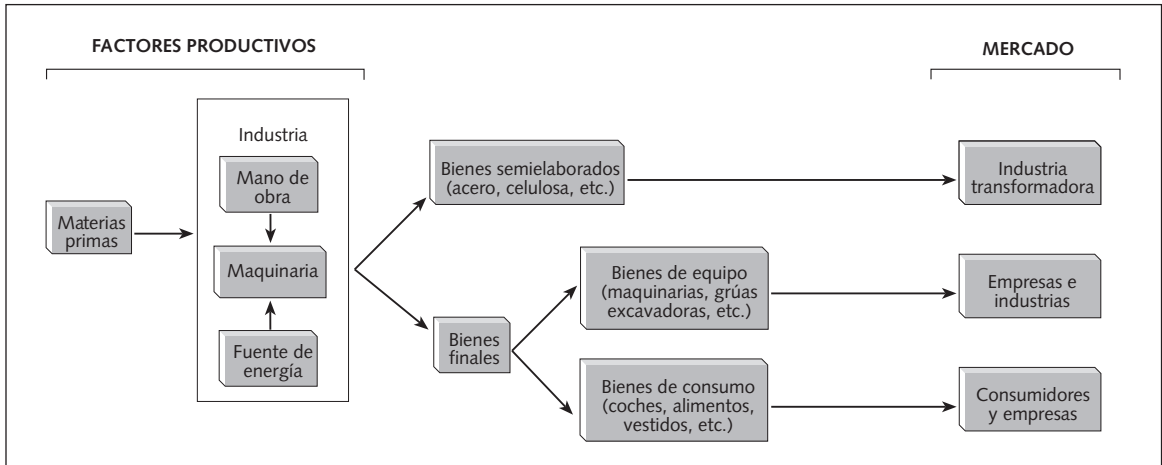 FACTORES PRODUCTIVOS
MERCADO
Industria
Mano de
obra
Materias
primas
Maquinaria
Fuente de
energía
Bienes semielaborados
(acero, celulosa, etc.)
Industria
transformadora
Bienes
finales
Bienes de equipo
(maquinarias, grúas
excavadoras, etc.)
Empresas e
industrias
Bienes de consumo
(coches, alimentos,
vestidos, etc.)
Consumidores
y empresas